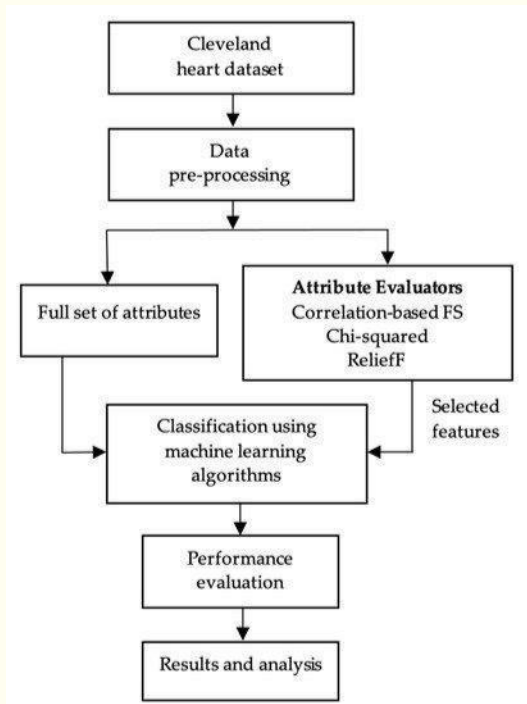 Cleveland
heart dataset
Data
pre-processing
Full set of attributes
Attribute Evaluators
Correlation-based FS
Chi-squared
ReliefF
Selected
features
Classification using
machine learning
algorithms
Performance
evaluation
Results and analysis